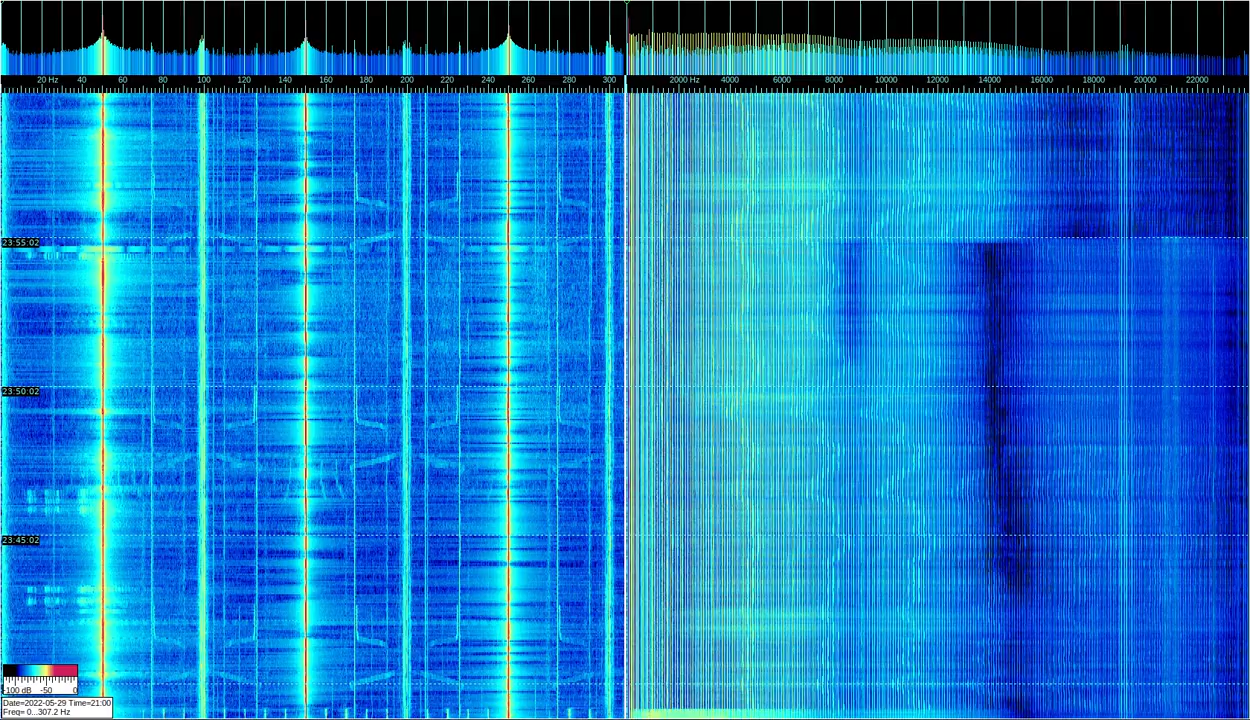 20 Hz 40 60 80 100 120 140 160 180 200 220 240 260 280 300 2000 Hz 4000 6000 8000 10000 12000 14000 16000 18000 20000 22000
23:55:02
23:50:02
23:45:02
-100 dB -50 0
Date=2022-05-29 Time=21:00
Freq= 0...307.2 Hz